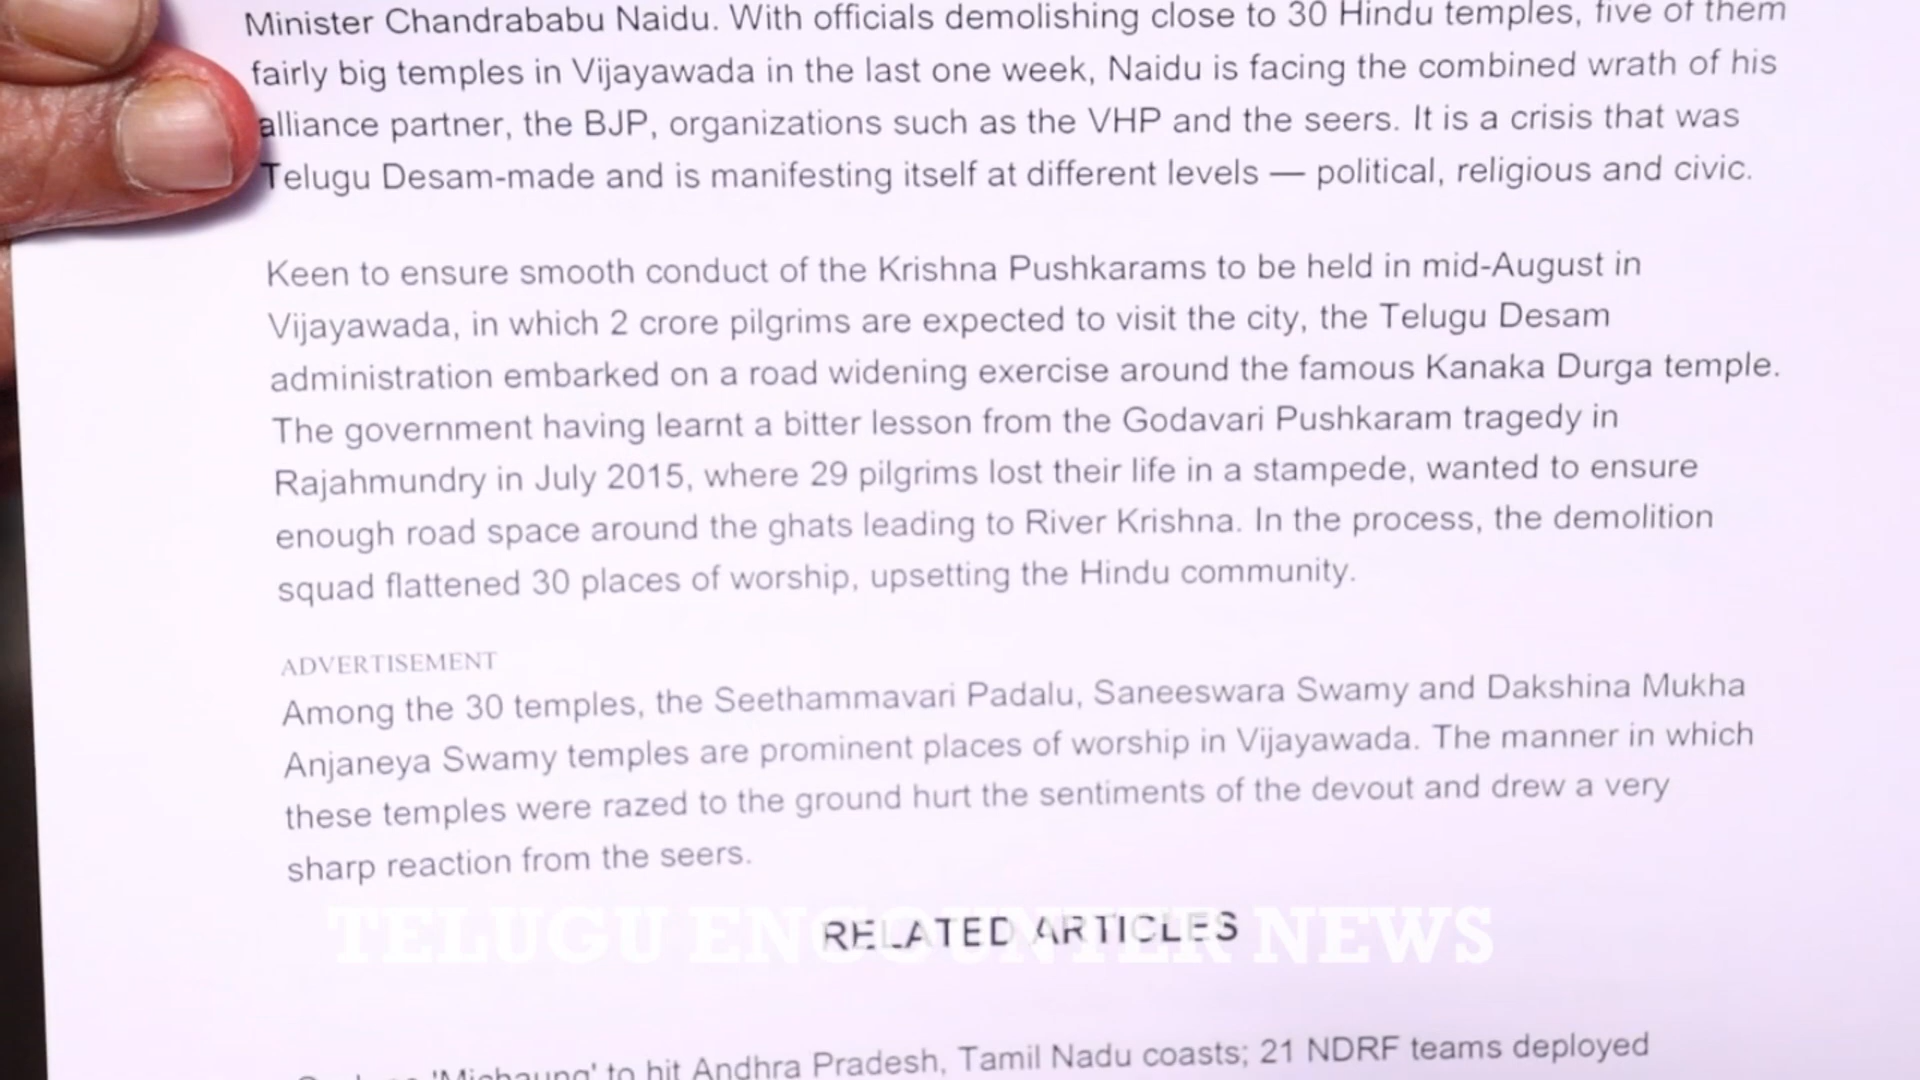 Minister Chandrababu Naidu. With officials demolishing close to 30 Hindu temples, five of them
fairly big temples in Vijayawada in the last one week, Naidu is facing the combined wrath of his
alliance partner, the BJP, organizations such as the VHP and the seers. It is a crisis that was
Telugu Desam-made and is manifesting itself at different levels — political, religious and civic.
Keen to ensure smooth conduct of the Krishna Pushkarams to be held in mid-August in
Vijayawada, in which 2 crore pilgrims are expected to visit the city, the Telugu Desam
administration embarked on a road widening exercise around the famous Kanaka Durga temple.
The government having learnt a bitter lesson from the Godavari Pushkaram tragedy in
Rajahmundry in July 2015, where 29 pilgrims lost their life in a stampede, wanted to ensure
enough road space around the ghats leading to River Krishna. In the process, the demolition
squad flattened 30 places of worship, upsetting the Hindu community.
ADVERTISEMENT
Among the 30 temples, the Seethammavari Padalu, Saneeswara Swamy and Dakshina Mukha
Anjaneya Swamy temples are prominent places of worship in Vijayawada. The manner in which
these temples were razed to the ground hurt the sentiments of the devout and drew a very
sharp reaction from the seers.
RELATED ARTICLES
TELUGU ENCOUNTER NEWS
'Michaung' to hit Andhra Pradesh, Tamil Nadu coasts; 21 NDRF teams deployed